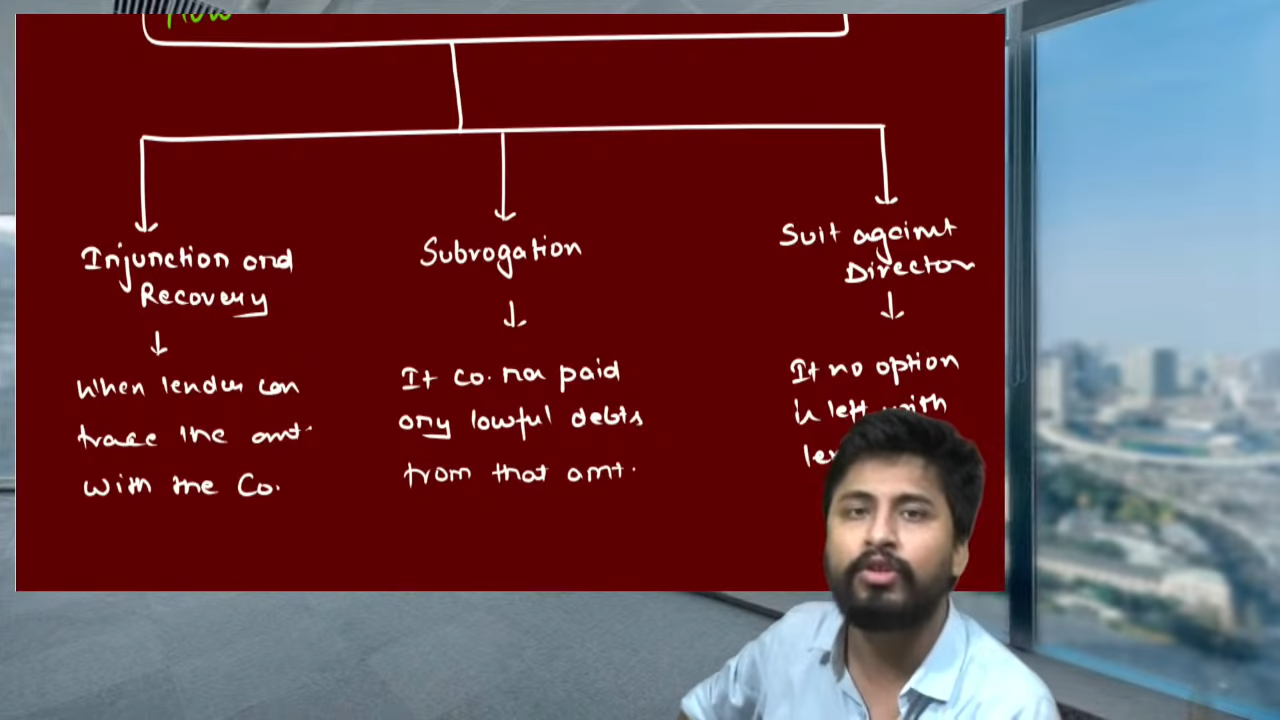 How
Injunction and
Recovery
When lender can
trace the amt.
with the Co.
Subrogation
If co. has paid
any lawful debts
from that amt.
Suit against
Director
If no option
is left with